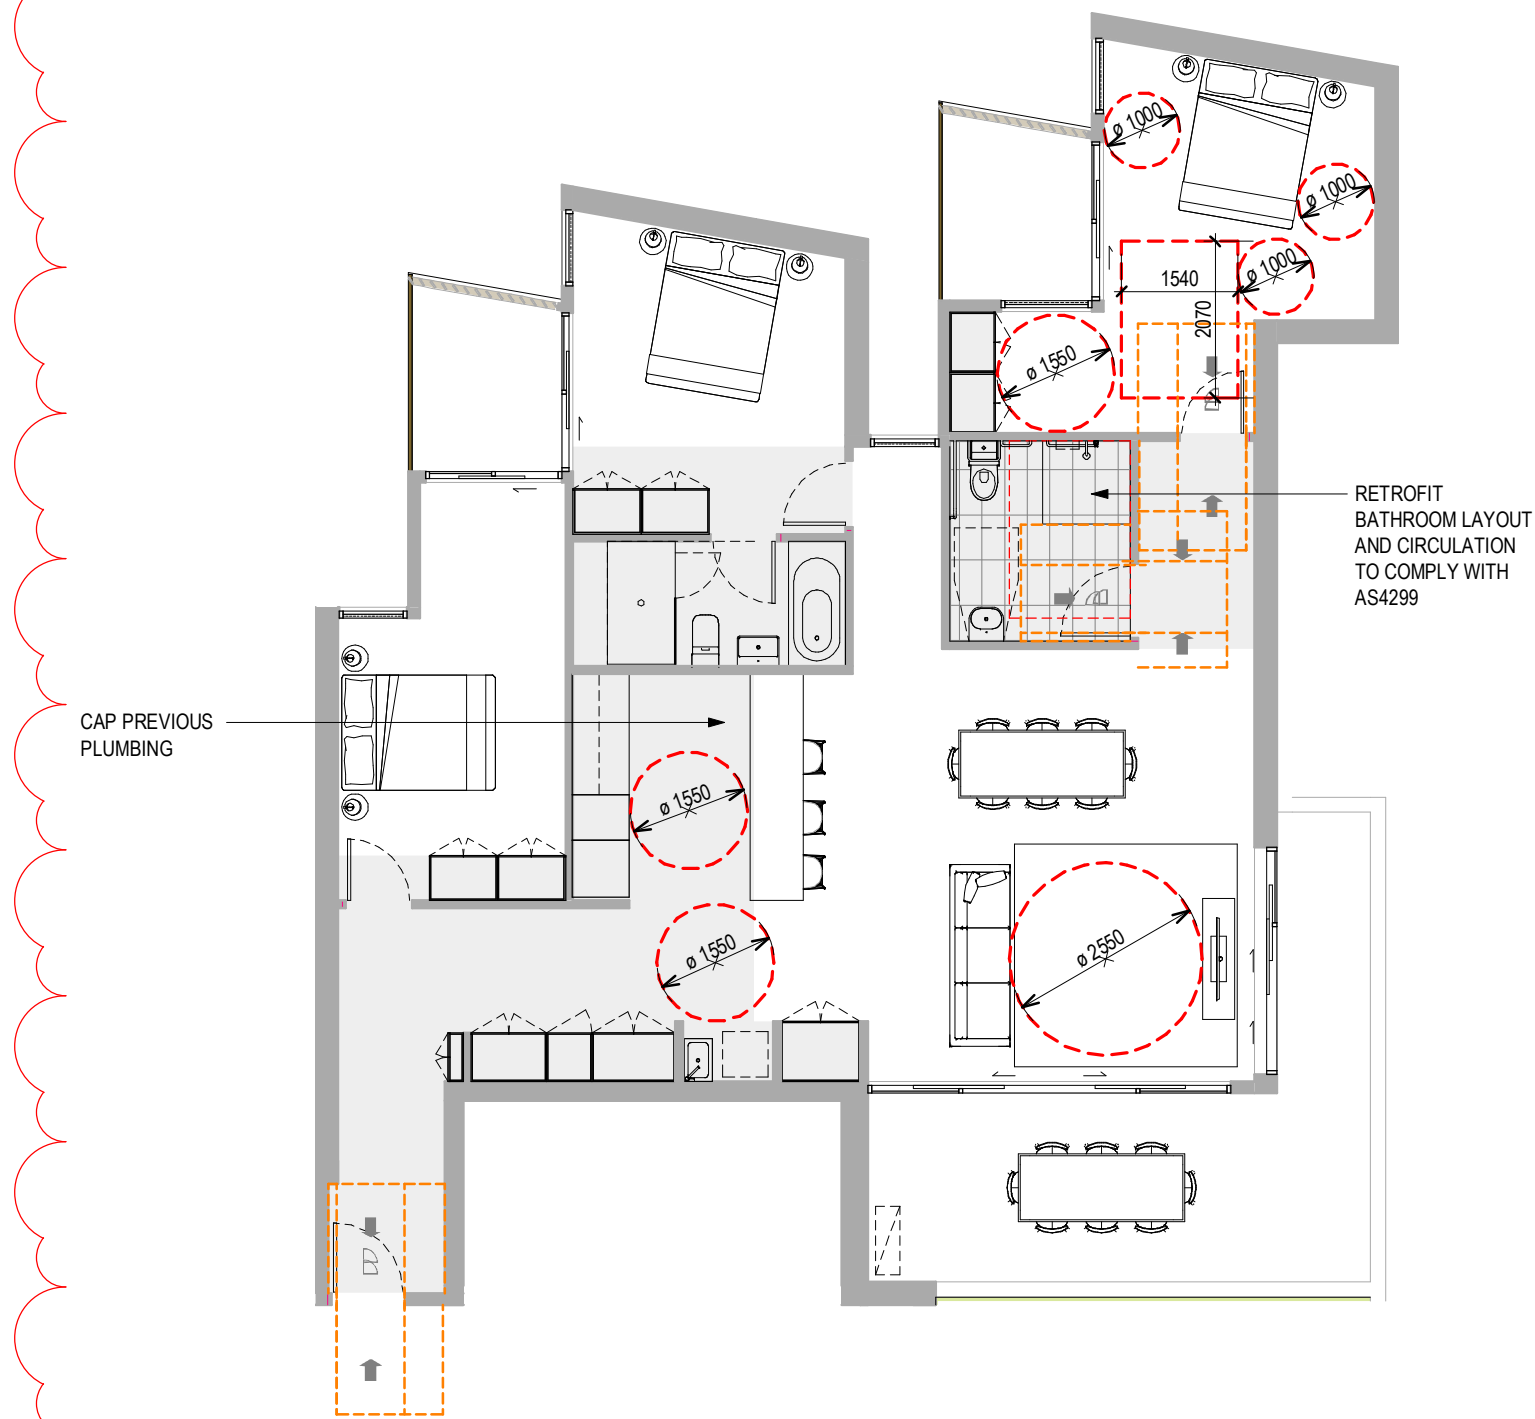 ø 1000
ø 1000
ø 1000
1540
2070
ø 1550
RETROFIT
BATHROOM LAYOUT
AND CIRCULATION
TO COMPLY WITH
AS4299
CAP PREVIOUS
PLUMBING
ø 1550
ø 1550
ø 2550